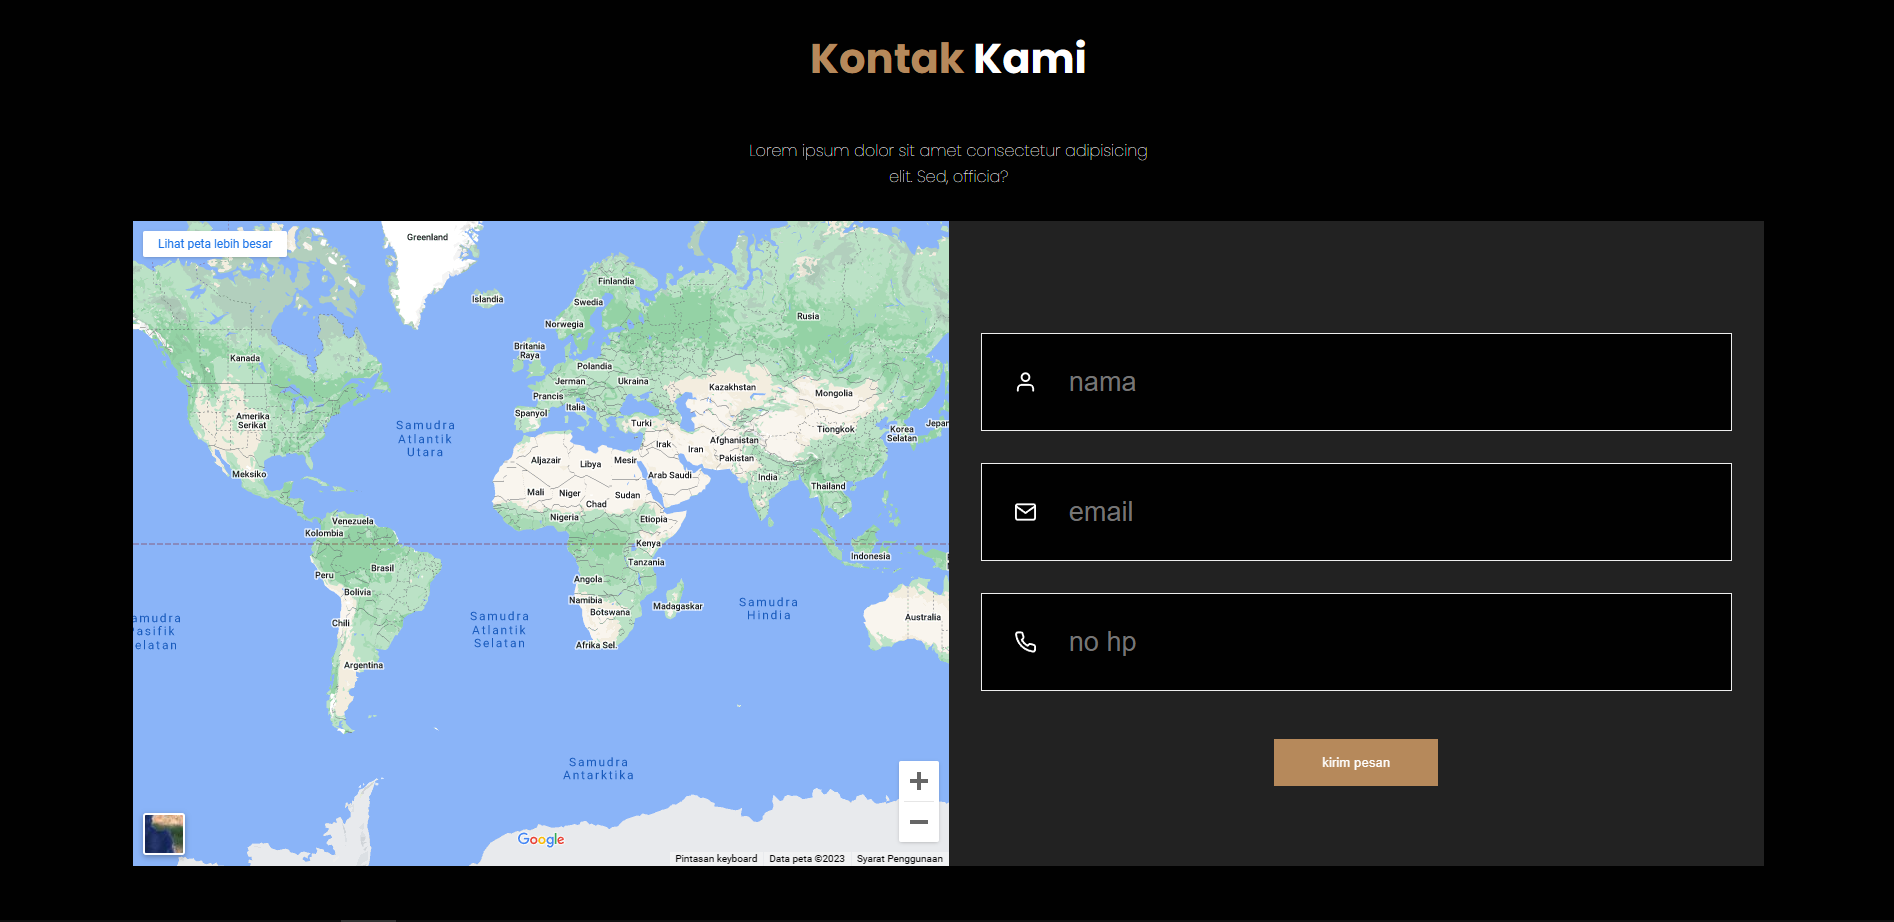 Kontak Kami
Lorem ipsum dolor sit amet consectetur adipisicing
elit. Sed, officia?
Lihat peta lebih besar
Greenland
Islandia
Finlandia
Swedia
Norwegia
Rusia
Britania
Raya
Kanada
Polandia
Jerman
Ukraina
Kazakhstan
Mongolia
Prancis
Italia
Spanyol
Amerika
Serikat
Turki
Samudra
Atlantik
Utara
Tiongkok
Korea
Selatan
Jepan
Afghanistan
Irak
Iran
Pakistan
Aljazair
Libya
Mesir
Meksiko
Arab Saudi
India
Thailand
Mali
Niger
Chad
Sudan
Nigeria
Etiopia
Venezuela
Kolombia
Kenya
Indonesia
Tanzania
Brasil
Peru
Angola
Bolivia
Namibia
Botswana
Madagaskar
Samudra
Hindia
Australia
Chili
amudra
asifik
elatan
Samudra
Atlantik
Selatan
Afrika Sel.
Argentina
Samudra
Antarktika
Google
Pintasan keyboard
Data peta ©2023
Syarat Penggunaan
nama
email
no hp
kirim pesan